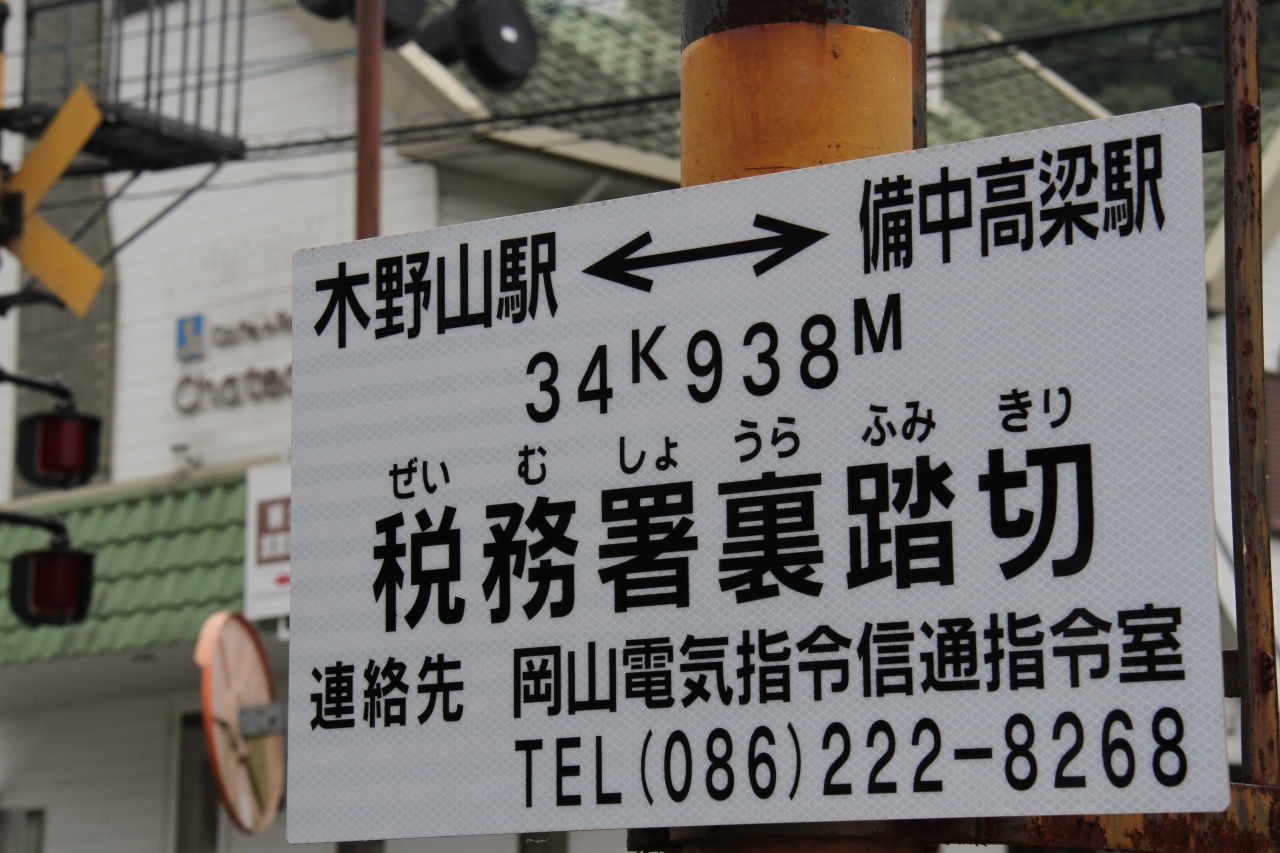 木野山駅 ←→ 備中高梁駅
34K938M
ぜいむしょうらふみきり
税務署裏踏切
連絡先 岡山電気指令信通指令室
TEL(086)222-8268